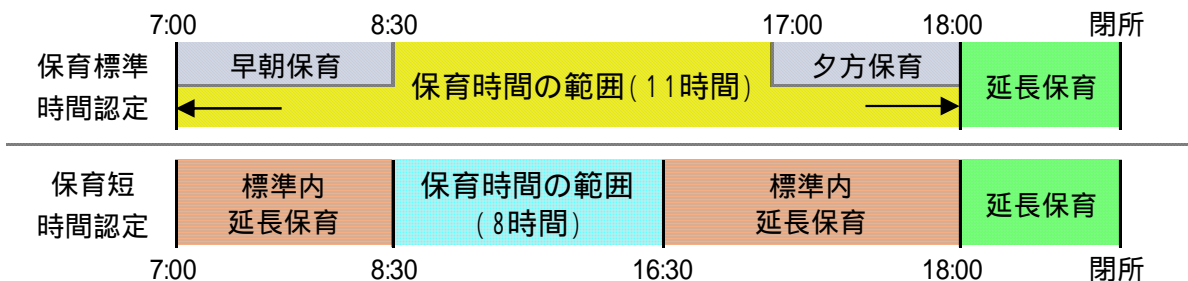 7:00 8:30 17:00 18:00 閉所
保育標準
時間認定
早朝保育
保育時間の範囲(11時間)
夕方保育
延長保育
保育短
時間認定
標準内
延長保育
保育時間の範囲
(8時間)
標準内
延長保育
延長保育
7:00 8:30 16:30 18:00 閉所